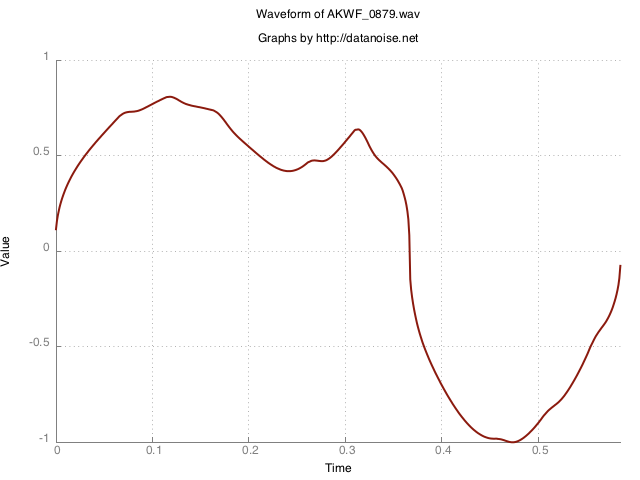 Waveform of AKWF_0879.wav
Graphs by http://datanoise.net
1
0.5
0
-0.5
-1
Value
0 0.1 0.2 0.3 0.4 0.5
Time